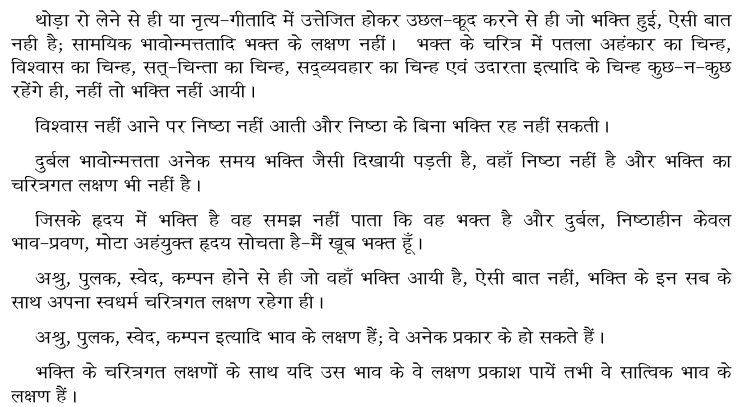 थोड़ा रो लेने से ही या नृत्य-गीतादि में उत्तेजित होकर उछल-कूद करने से ही जो भक्ति हुई, ऐसी बात
नही है; सामयिक भावोन्मत्ततादि भक्त के लक्षण नहीं। भक्त के चरित्र में पतला अहंकार का चिन्ह,
विश्वास का चिन्ह, सत्-चिन्ता का चिन्ह, सद्व्यवहार का चिन्ह एवं उदारता इत्यादि के चिन्ह कुछ-न-कुछ
रहेंगे ही, नहीं तो भक्ति नहीं आयी।
विश्वास नहीं आने पर निष्ठा नहीं आती और निष्ठा के बिना भक्ति रह नहीं सकती।
दुर्बल भावोन्मत्तता अनेक समय भक्ति जैसी दिखायी पड़ती है, वहाँ निष्ठा नहीं है और भक्ति का
चरित्रगत लक्षण भी नहीं है।
जिसके हृदय में भक्ति है वह समझ नहीं पाता कि वह भक्त है और दुर्बल, निष्ठाहीन केवल
भाव-प्रवण, मोटा अहंयुक्त हृदय सोचता है-मैं खूब भक्त हूँ।
अश्रु, पुलक, स्वेद, कम्पन होने से ही जो वहाँ भक्ति आयी है, ऐसी बात नहीं, भक्ति के इन सब के
साथ अपना स्वधर्म चरित्रगत लक्षण रहेगा ही।
अश्रु, पुलक, स्वेद, कम्पन इत्यादि भाव के लक्षण हैं; वे अनेक प्रकार के हो सकते हैं।
भक्ति के चरित्रगत लक्षणों के साथ यदि उस भाव के वे लक्षण प्रकाश पायें तभी वे सात्विक भाव के
लक्षण हैं।